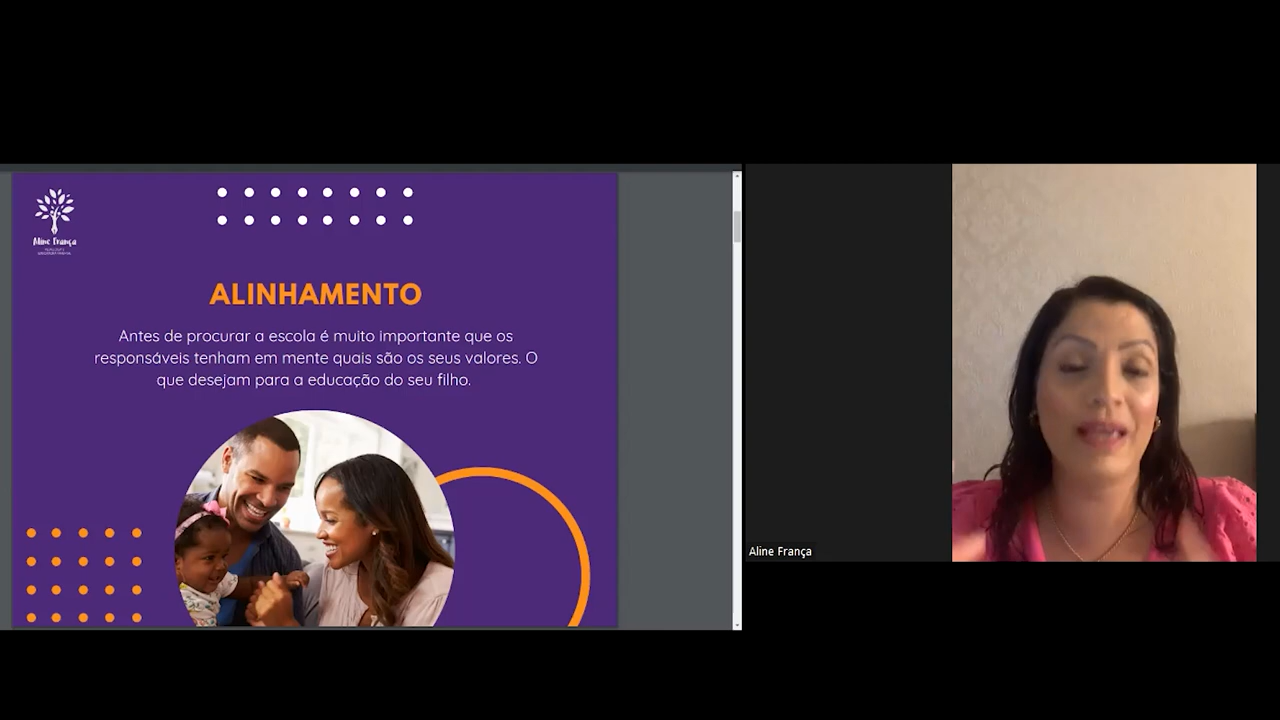 Aline França
ALINHAMENTO
Antes de procurar a escola é muito importante que os
responsáveis tenham em mente quais são os seus valores. O
que desejam para a educação do seu filho.
Aline França